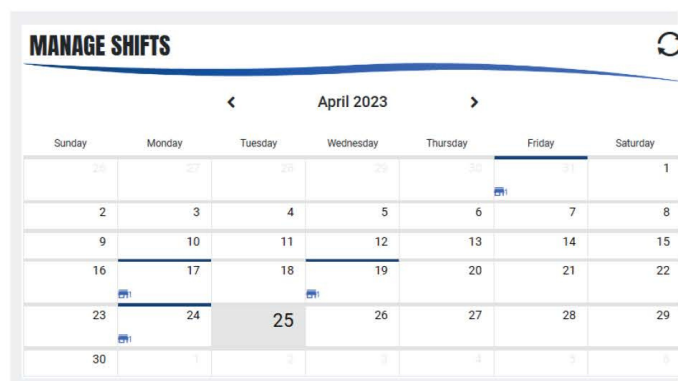 MANAGE SHIFTS
April 2023
Sunday Monday Tuesday Wednesday Thursday Friday Saturday
26 27 28 29 30 31 1
1
2 3 4 5 6 7 8
9 10 11 12 13 14 15
16 17 18 19 20 21 22
1 1
23 24 25 26 27 28 29
1
30 1 2 3 4 5 6